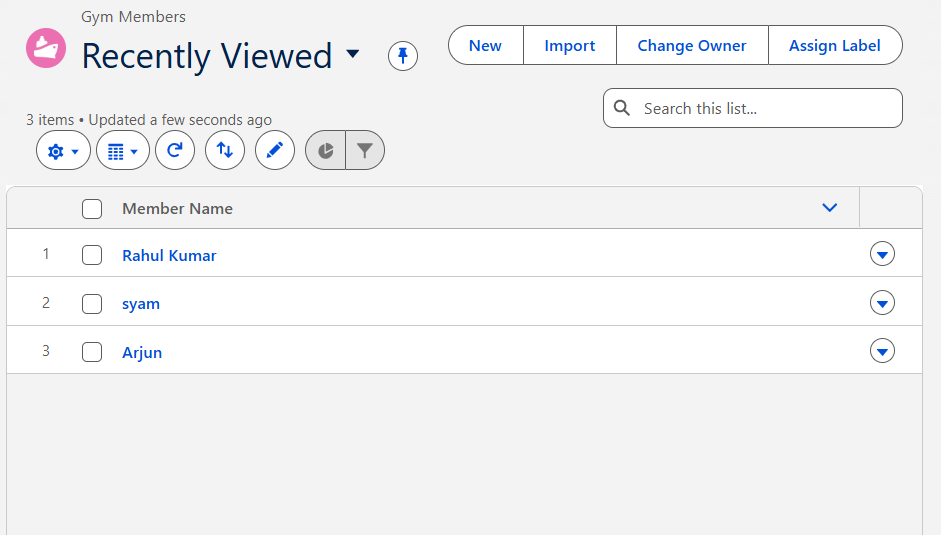 Gym Members
Recently Viewed
New Import Change Owner Assign Label
3 items • Updated a few seconds ago
Search this list...
Member Name
1 Rahul Kumar
2 syam
3 Arjun